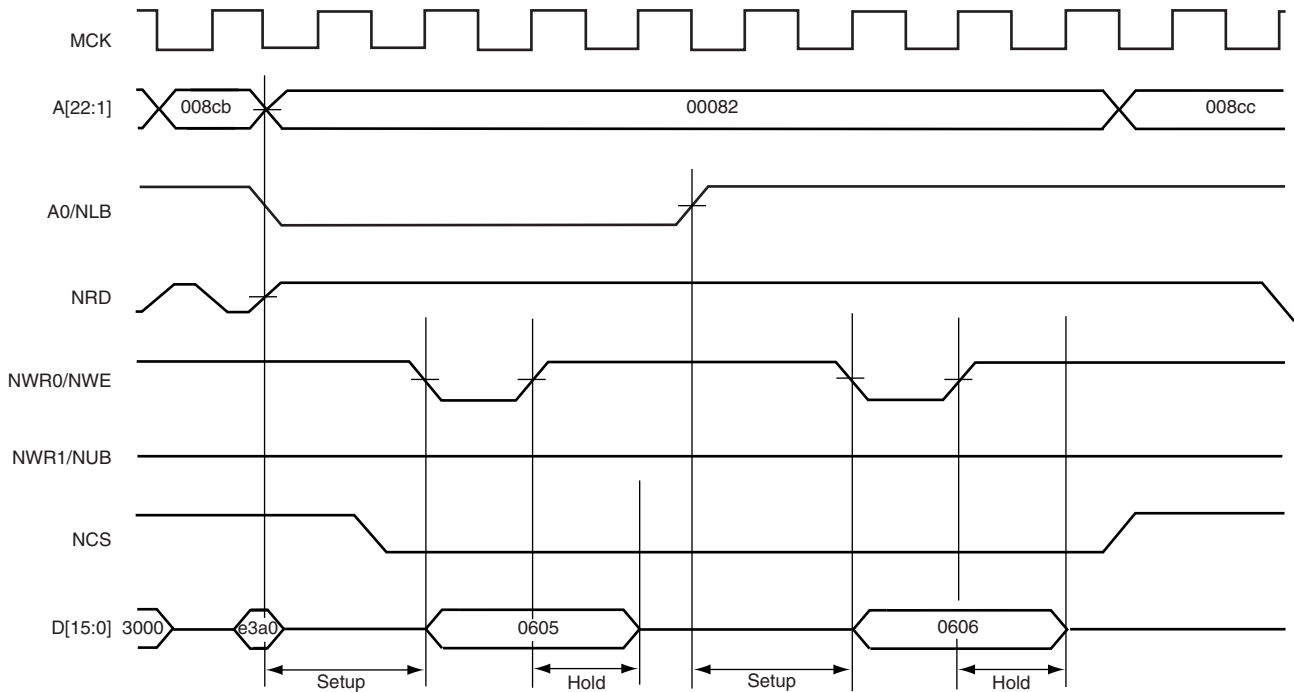 MCK
A[22:1] 008cb 00082 008cc
A0/NLB
NRD
NWR0/NWE
NWR1/NUB
NCS
D[15:0] 3000 e3a0 0605 0606
Setup Hold Setup Hold